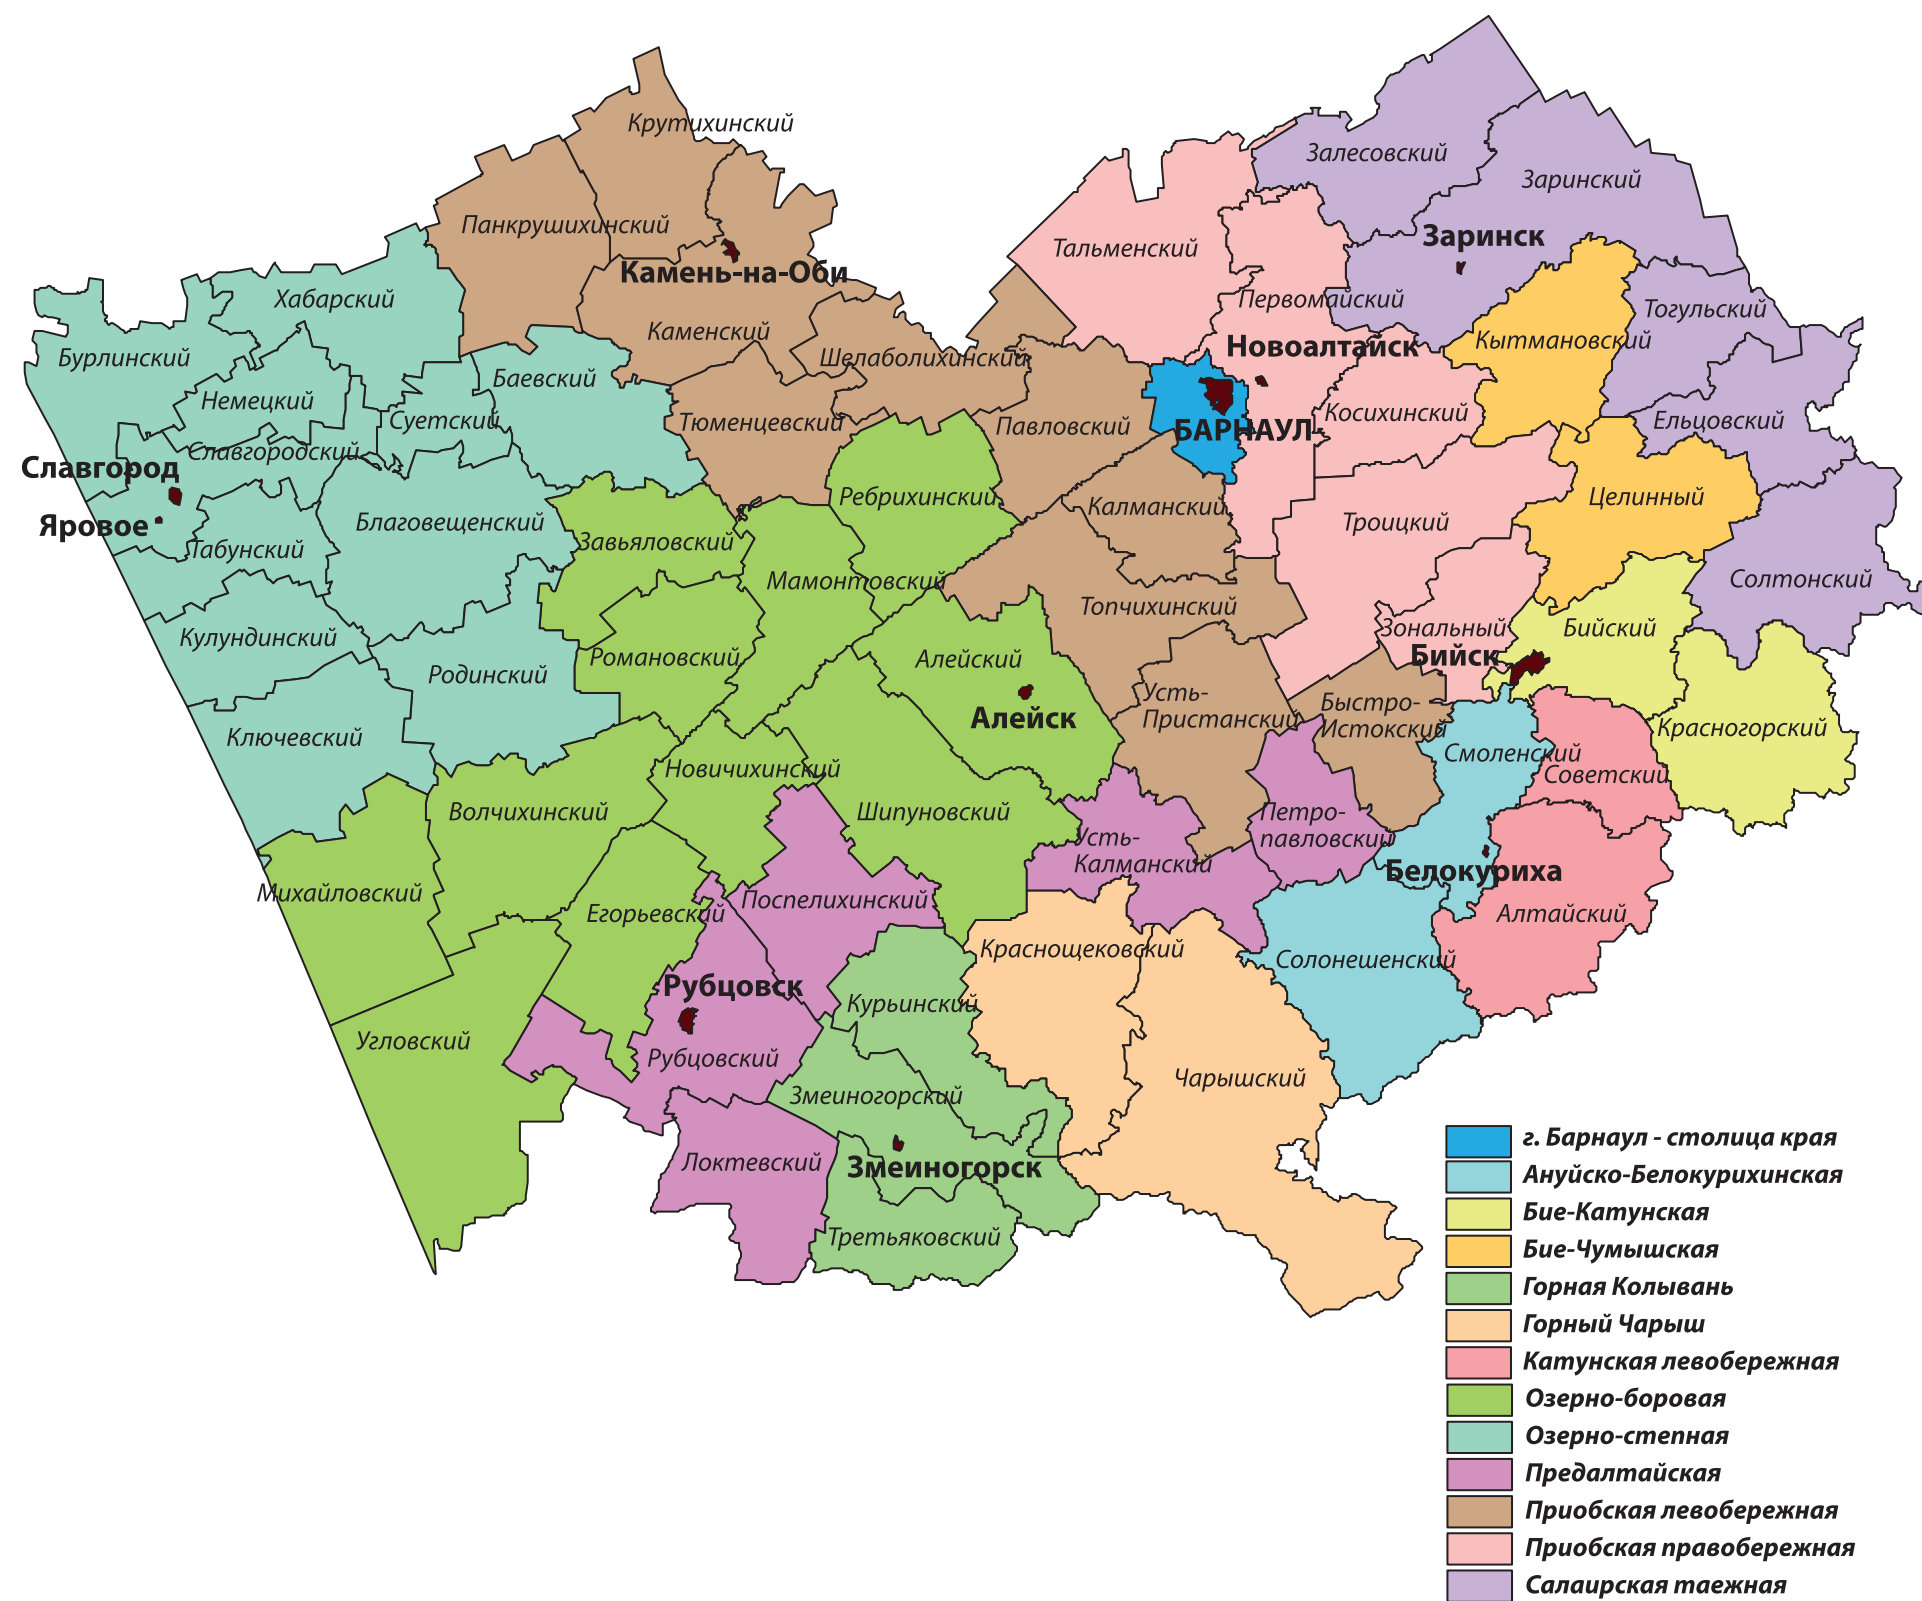 Крутихинский
Залесовский
Заринский
Панкрушихинский
Заринск
Тальменский
Камень-на-Оби
Хабарский
Первомайский
Тогульский
Каменский
Кытмановский
Новоалтайск
Бурлинский
Шелаболихинский
Баевский
Немецкий
Косихинский
Суетский
Ельцовский
Тюменцевский
Павловский
БАРНАУЛ
Славгородский
Славгород
Ребрихинский
Целинный
Калманский
Яровое
Благовещенский
Троицкий
Завьяловский
Табунский
Мамонтовский
Солтонский
Топчихинский
Зональный
Бийский
Кулундинский
Романовский
Алейский
Бийск
Родинский
Усть-
Пристанский
Быстро-
Истокский
Алейск
Красногорский
Ключевский
Смоленский
Новичихинский
Советский
Волчихинский
Шипуновский
Петро-
павловский
Усть-
Калманский
Белокуриха
Михайловский
Поспелихинский
Егорьевский
Алтайский
Краснощековский
Солонешенский
Рубцовск
Курьинский
Угловский
Рубцовский
Чарышский
Змеиногорский
Локтевский
Змеиногорск
Третьяковский
г. Барнаул - столица края
Ануйско-Белокурихинская
Бие-Катунская
Бие-Чумышская
Горная Колывань
Горный Чарыш
Катунская левобережная
Озерно-боровая
Озерно-степная
Предалтайская
Приобская левобережная
Приобская правобережная
Салаирская таежная